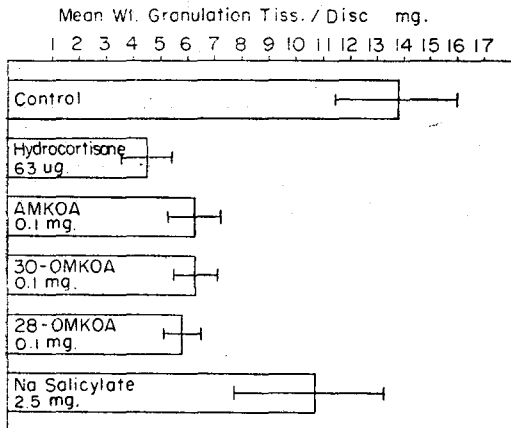 Mean Wt. Granulation Tiss. / Disc mg.
1 2 3 4 5 6 7 8 9 10 11 12 13 14 16 17
Control
Hydrocortisone
63 ug.
AMKOA
0.1 mg.
30-OMKOA
0.1 mg.
28-OMKOA
0.1 mg.
Na Salicylate
2.5 mg.